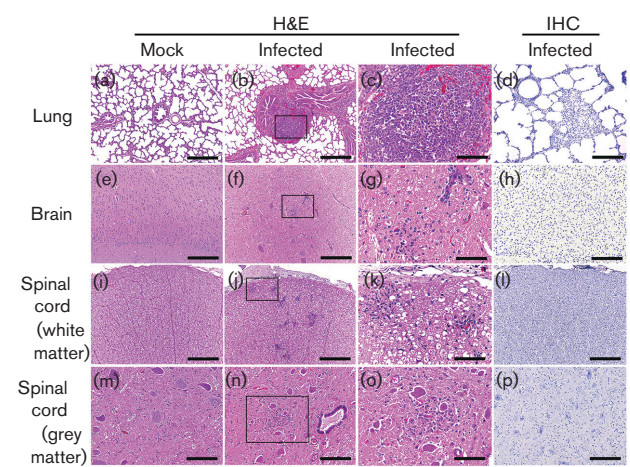 H&E IHC
Mock Infected Infected Infected
Lung (a) (b) (c) (d)
Brain (e) (f) (g) (h)
Spinal cord (white matter) (i) (j) (k) (l)
Spinal cord (grey matter) (m) (n) (o) (p)